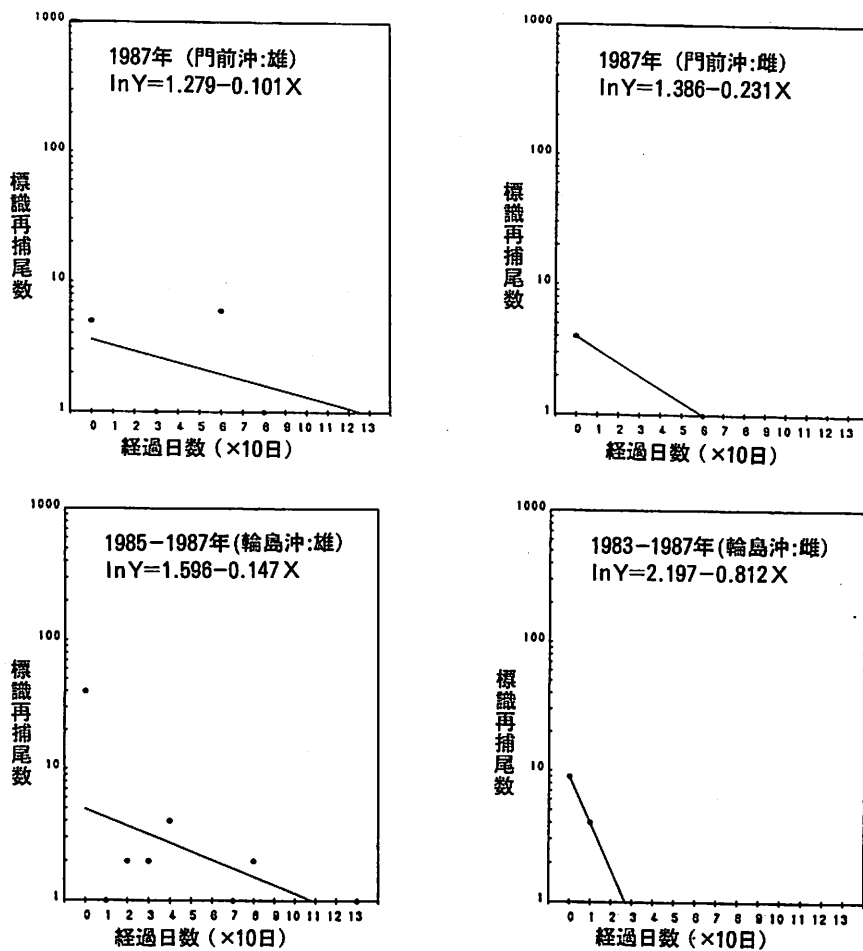 1000
1987年 (門前沖:雄)
lnY=1.279-0.101X
100
10
1
標識再捕尾数
0 1 2 3 4 5 6 7 8 9 10 11 12 13
経過日数 (×10日)
1000
1987年 (門前沖:雌)
lnY=1.386-0.231X
100
10
1
標識再捕尾数
0 1 2 3 4 5 6 7 8 9 10 11 12 13
経過日数 (×10日)
1000
1985-1987年(輪島沖:雄)
lnY=1.596-0.147X
100
10
1
標識再捕尾数
0 1 2 3 4 5 6 7 8 9 10 11 12 13
経過日数 (×10日)
1000
1983-1987年(輪島沖:雌)
lnY=2.197-0.812X
100
10
1
標識再捕尾数
0 1 2 3 4 5 6 7 8 9 10 11 12 13
経過日数 (×10日)